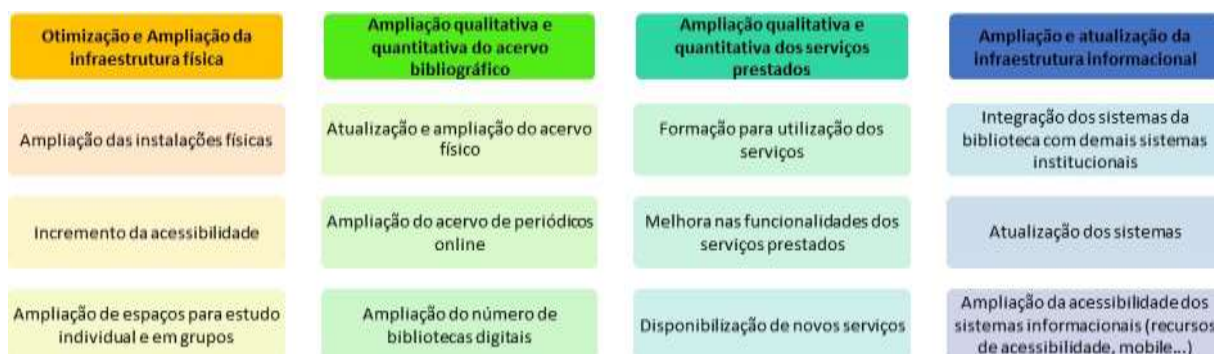 Otimização e Ampliação da
infraestrutura física
Ampliação das instalações físicas
Incremento da acessibilidade
Ampliação de espaços para estudo
individual e em grupos
Ampliação qualitativa e
quantitativa do acervo
bibliográfico
Atualização e ampliação do acervo
físico
Ampliação do acervo de periódicos
online
Ampliação do número de
bibliotecas digitais
Ampliação qualitativa e
quantitativa dos serviços
prestados
Formação para utilização dos
serviços
Melhora nas funcionalidades dos
serviços prestados
Disponibilização de novos serviços
Ampliação e atualização da
infraestrutura informacional
Integração dos sistemas da
biblioteca com demais sistemas
institucionais
Atualização dos sistemas
Ampliação da acessibilidade dos
sistemas informacionais (recursos
de acessibilidade, mobile...)